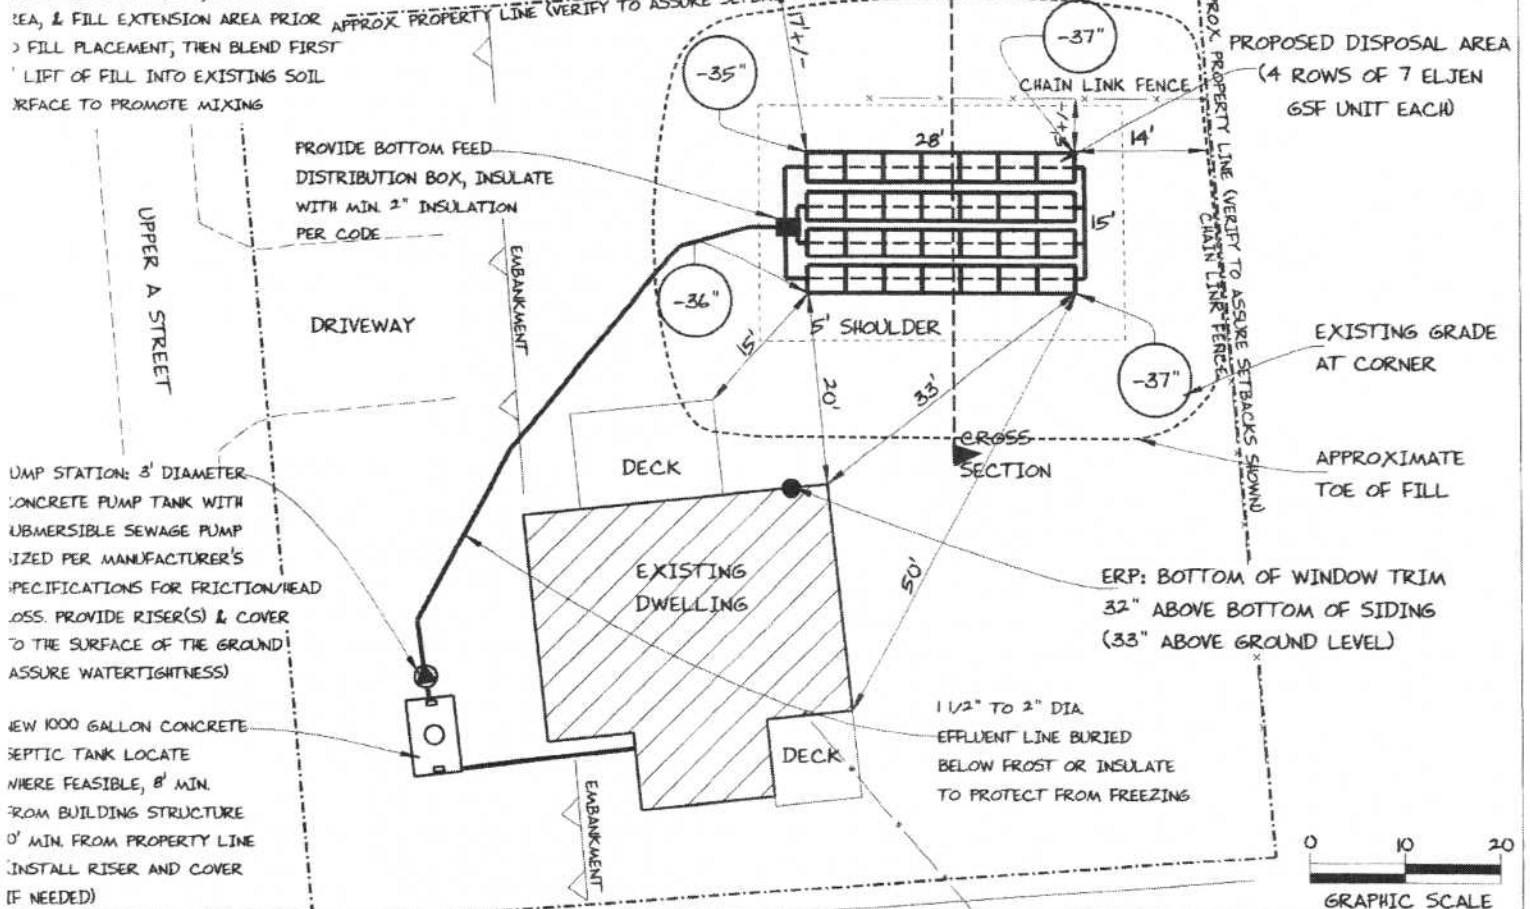 & FILL EXTENSION AREA PRIOR
FILL PLACEMENT, THEN BLEND FIRST
LIFT OF FILL INTO EXISTING SOIL
TO PROMOTE MIXING
APPROX. PROPERTY LINE (VERIFY TO ASSURE
17'+/-
-35"
-37"
CHAIN LINK FENCE
PROPOSED DISPOSAL AREA
(4 ROWS OF 7 ELJEN
GSF UNIT EACH)
28'
14'
15'
PROVIDE BOTTOM FEED
DISTRIBUTION BOX, INSULATE
WITH MIN. 2" INSULATION
PER CODE
UPPER A STREET
DRIVEWAY
EMBANKMENT
-36"
5' SHOULDER
15'
20'
33'
50'
-37"
PROPERTY LINE (VERIFY TO ASSURE SETBACKS SHOWN)
CHAIN LINK FENCE
EXISTING GRADE
AT CORNER
CROSS
SECTION
APPROXIMATE
TOE OF FILL
DECK
EXISTING
DWELLING
ERP: BOTTOM OF WINDOW TRIM
32" ABOVE BOTTOM OF SIDING
(33" ABOVE GROUND LEVEL)
UMP STATION: 3' DIAMETER
ONCRETE PUMP TANK WITH
UBMERSIBLE SEWAGE PUMP
IZED PER MANUFACTURER'S
PECIFICATIONS FOR FRICTION/HEAD
OSS. PROVIDE RISER(S) & COVER
O THE SURFACE OF THE GROUND
ASSURE WATERTIGHTNESS)
EW 1000 GALLON CONCRETE
EPTIC TANK LOCATE
HERE FEASIBLE, 8' MIN.
ROM BUILDING STRUCTURE
0' MIN. FROM PROPERTY LINE
INSTALL RISER AND COVER
IF NEEDED)
DECK
EMBANKMENT
1 1/2" TO 2" DIA.
EFFLUENT LINE BURIED
BELOW FROST OR INSULATE
TO PROTECT FROM FREEZING
0 10 20
GRAPHIC SCALE